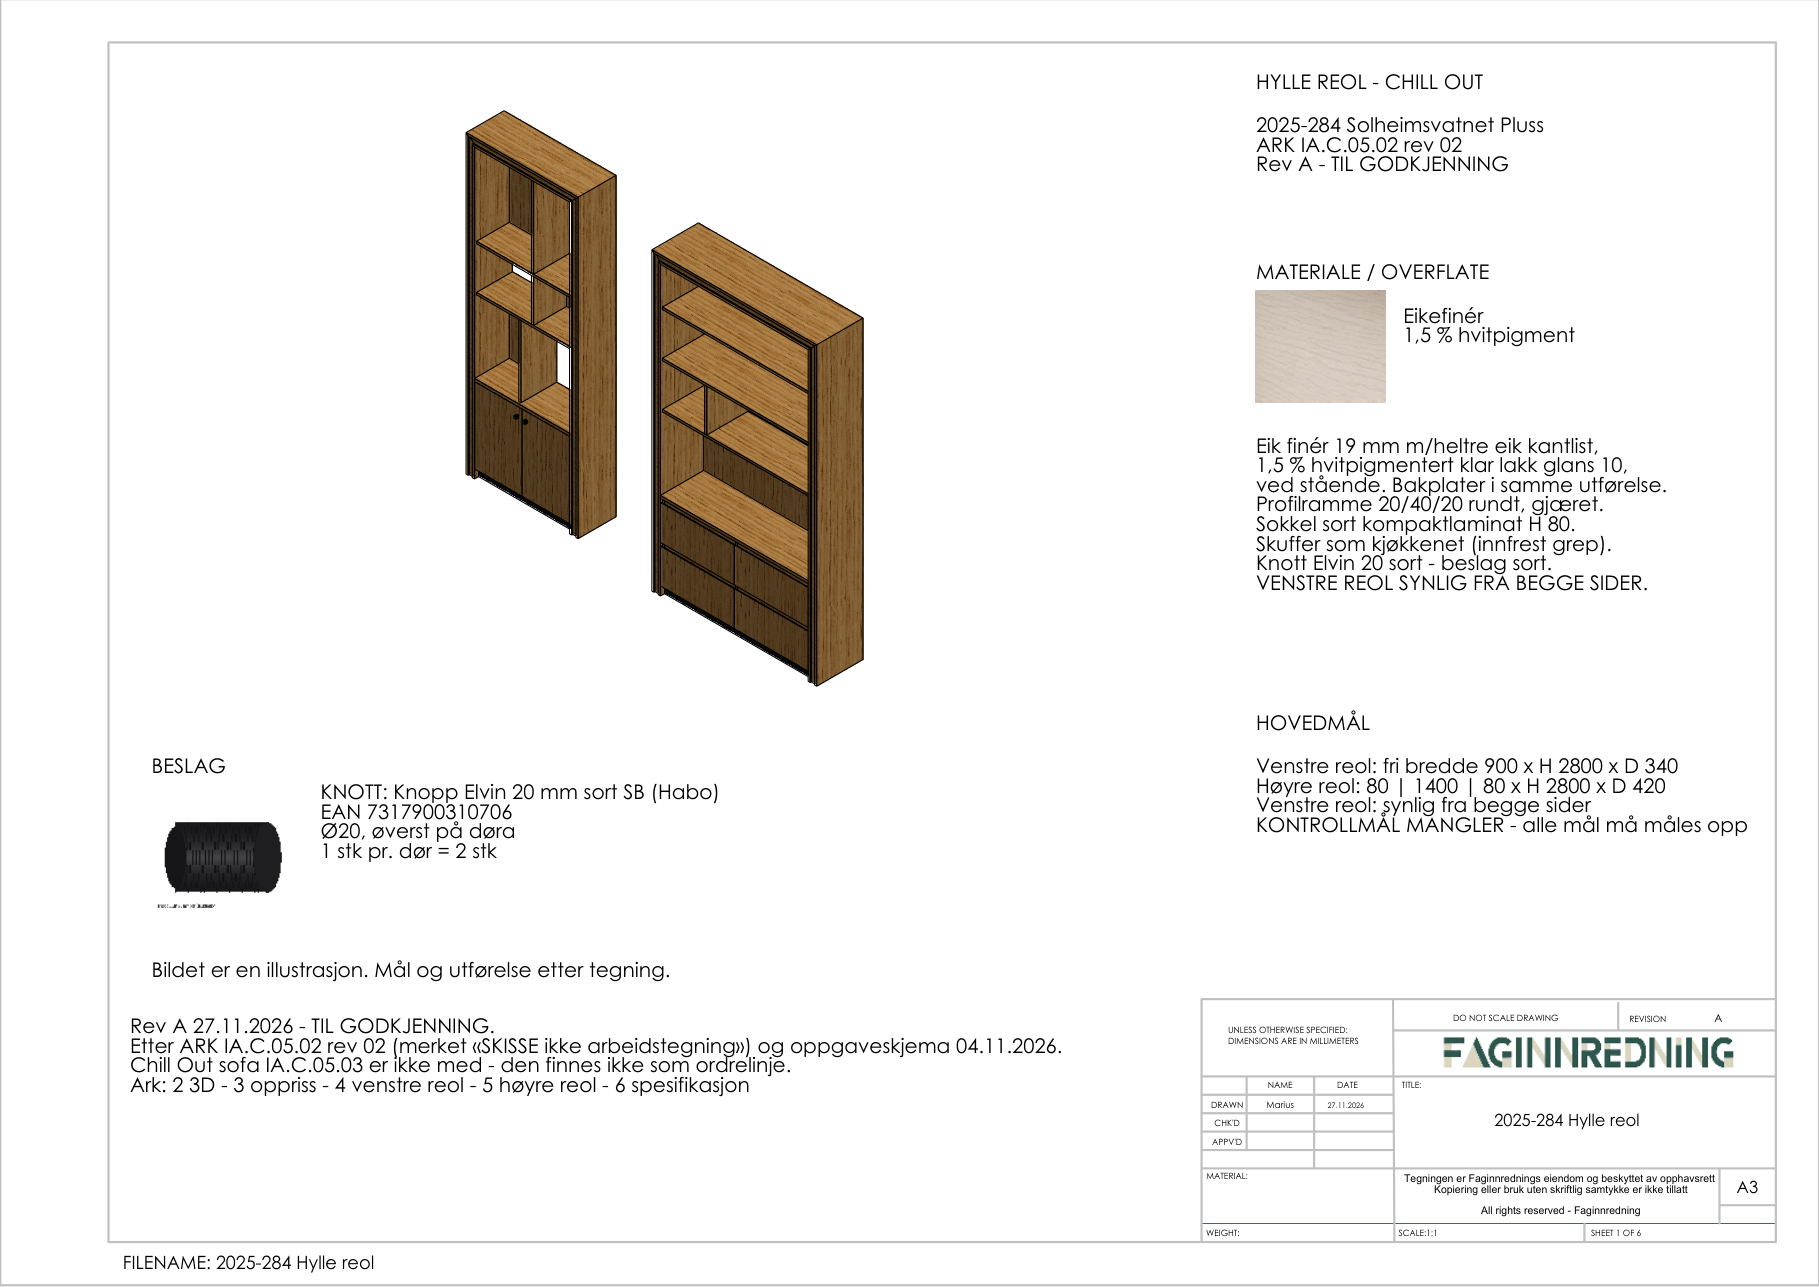 HYLLE REOL - CHILL OUT
2025-284 Solheimsvatnet Pluss
ARK IA.C.05.02 rev 02
Rev A - TIL GODKJENNING
MATERIALE / OVERFLATE
Eikefinér
1,5 % hvitpigment
Eik finér 19 mm m/heltre eik kantlist,
1,5 % hvitpigmentert klar lakk glans 10,
ved stående. Bakplater i samme utførelse.
Profilramme 20/40/20 rundt, gjæret.
Sokkel sort kompaktlaminat H 80.
Skuffer som kjøkkenet (innfrest grep).
Knott Elvin 20 sort - beslag sort.
VENSTRE REOL SYNLIG FRA BEGGE SIDER.
HOVEDMÅL
Venstre reol: fri bredde 900 x H 2800 x D 340
Høyre reol: 80 | 1400 | 80 x H 2800 x D 420
Venstre reol: synlig fra begge sider
KONTROLLMÅL MANGLER - alle mål må måles opp
BESLAG
KNOTT: Knopp Elvin 20 mm sort SB (Habo)
EAN 7317900310706
Ø20, øverst på døra
1 stk pr. dør = 2 stk
Bildet er en illustrasjon. Mål og utførelse etter tegning.
Rev A 27.11.2026 - TIL GODKJENNING.
Etter ARK IA.C.05.02 rev 02 (merket «SKISSE ikke arbeidstegning») og oppgaveskjema 04.11.2026.
Chill Out sofa IA.C.05.03 er ikke med - den finnes ikke som ordrelinje.
Ark: 2 3D - 3 oppriss - 4 venstre reol - 5 høyre reol - 6 spesifikasjon
UNLESS OTHERWISE SPECIFIED:
DIMENSIONS ARE IN MILLIMETERS
DO NOT SCALE DRAWING
REVISION A
FAGINNREDNiNG
NAME DATE
DRAWN Marius 27.11.2026
CHK'D
APPV'D
TITLE:
2025-284 Hylle reol
MATERIAL:
Tegningen er Faginnrednings eiendom og beskyttet av opphavsrett
Kopiering eller bruk uten skriftlig samtykke er ikke tillatt
All rights reserved - Faginnredning
A3
WEIGHT:
SCALE:1:1
SHEET 1 OF 6
FILENAME: 2025-284 Hylle reol